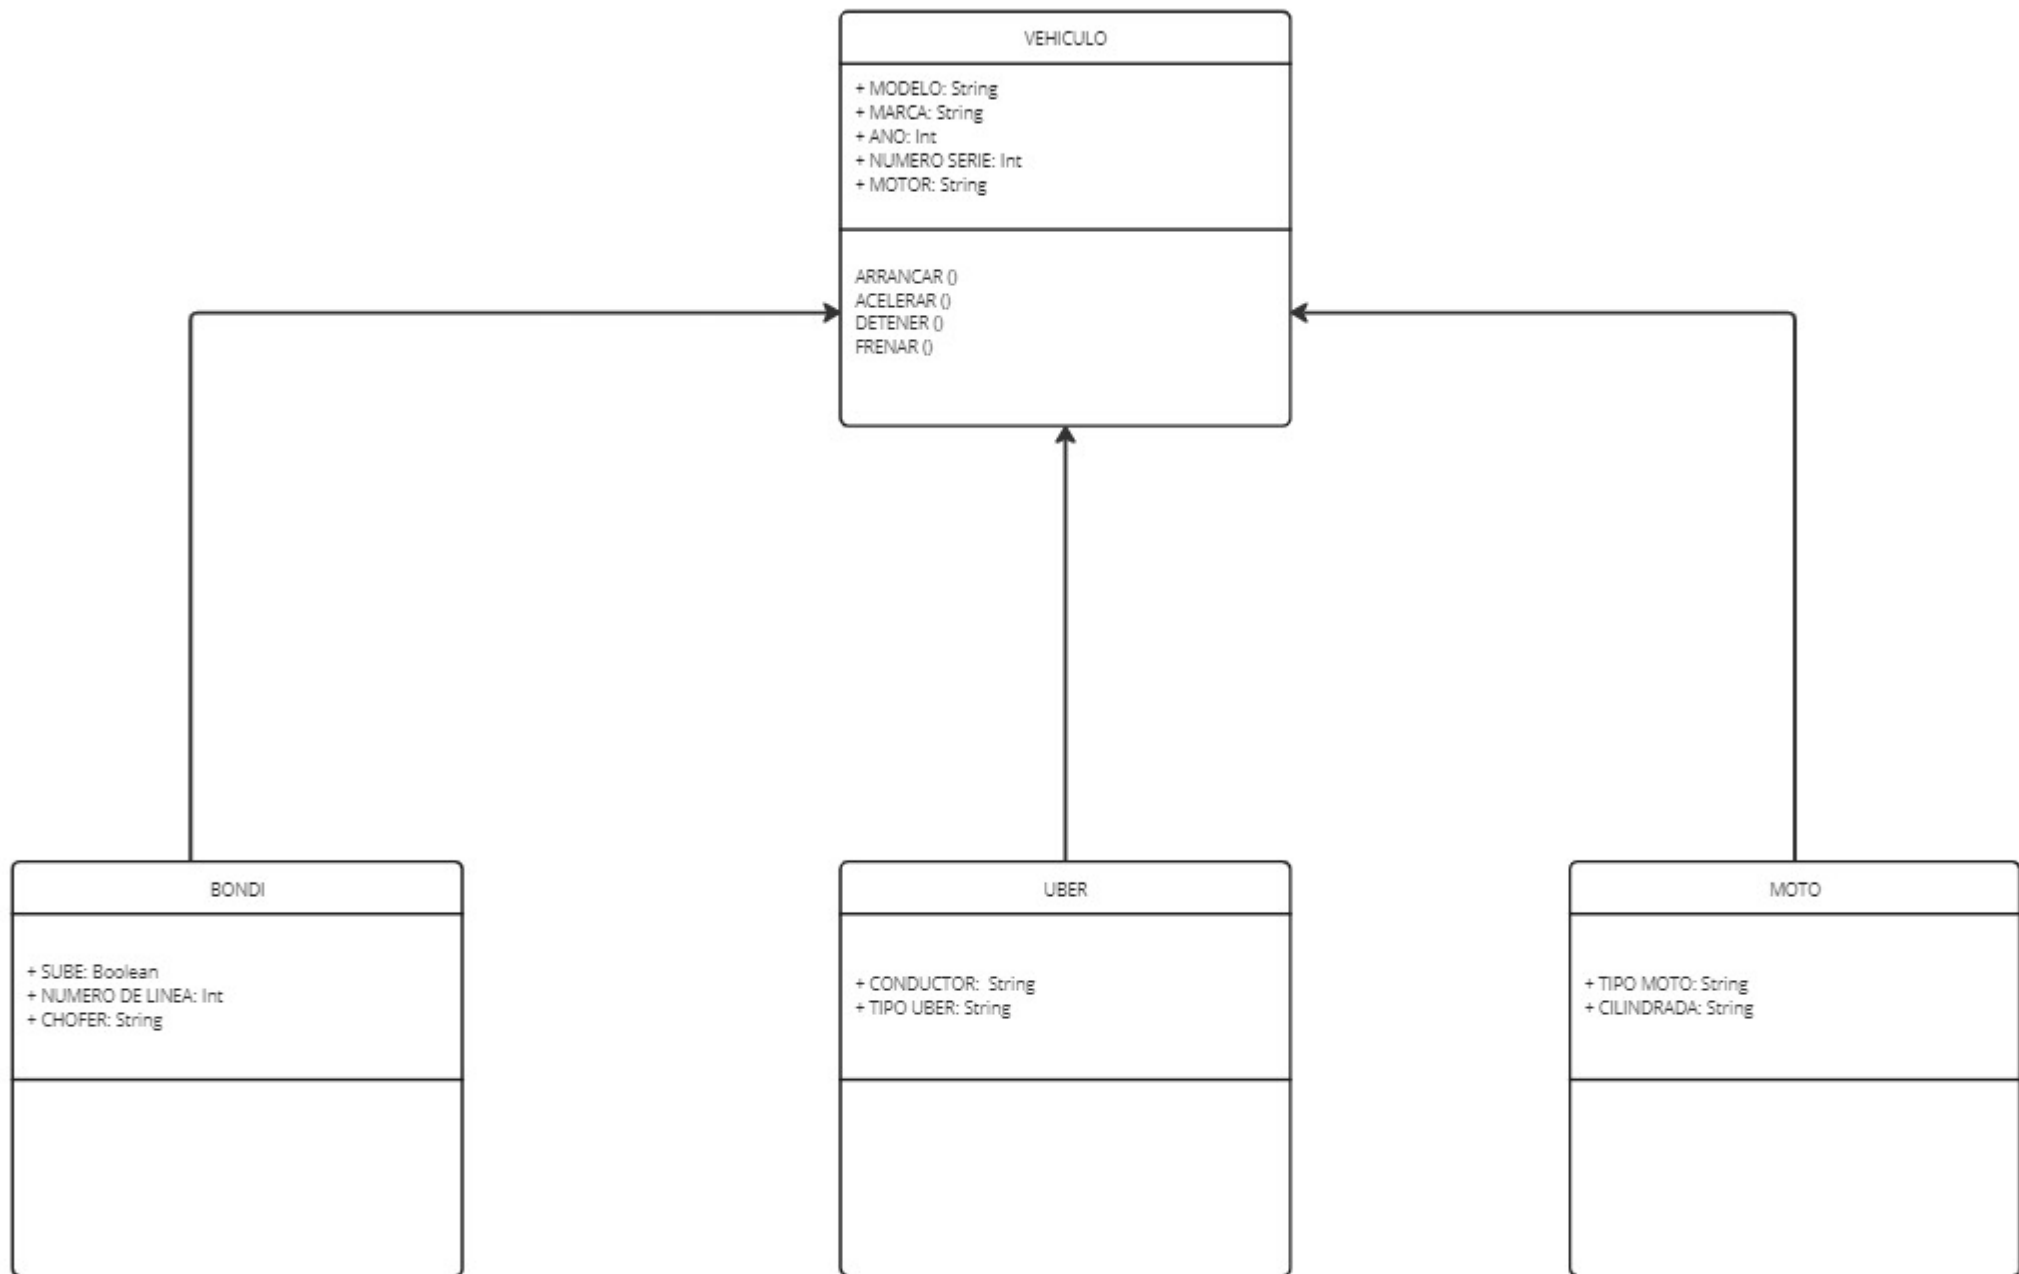 VEHICULO
+ MODELO: String
+ MARCA: String
+ ANO: Int
+ NUMERO SERIE: Int
+ MOTOR: String
ARRANCAR ()
ACELERAR ()
DETENER ()
FRENAR ()
BONDI
+ SUBE: Boolean
+ NUMERO DE LINEA: Int
+ CHOFER: String
UBER
+ CONDUCTOR:  String
+ TIPO UBER: String
MOTO
+ TIPO MOTO: String
+ CILINDRADA: String